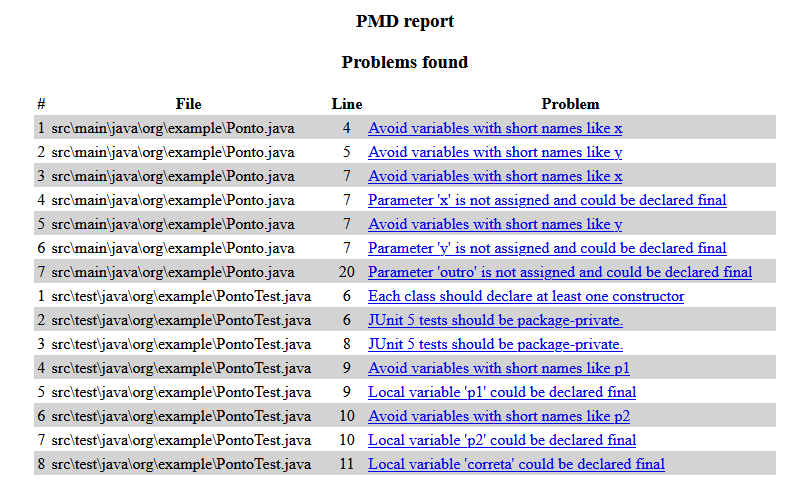 PMD report
Problems found
# File Line Problem
1 src\main\java\org\example\Ponto.java 4 Avoid variables with short names like x
2 src\main\java\org\example\Ponto.java 5 Avoid variables with short names like y
3 src\main\java\org\example\Ponto.java 7 Avoid variables with short names like x
4 src\main\java\org\example\Ponto.java 7 Parameter 'x' is not assigned and could be declared final
5 src\main\java\org\example\Ponto.java 7 Avoid variables with short names like y
6 src\main\java\org\example\Ponto.java 7 Parameter 'y' is not assigned and could be declared final
7 src\main\java\org\example\Ponto.java 20 Parameter 'outro' is not assigned and could be declared final
1 src\test\java\org\example\PontoTest.java 6 Each class should declare at least one constructor
2 src\test\java\org\example\PontoTest.java 6 JUnit 5 tests should be package-private.
3 src\test\java\org\example\PontoTest.java 8 JUnit 5 tests should be package-private.
4 src\test\java\org\example\PontoTest.java 9 Avoid variables with short names like p1
5 src\test\java\org\example\PontoTest.java 9 Local variable 'p1' could be declared final
6 src\test\java\org\example\PontoTest.java 10 Avoid variables with short names like p2
7 src\test\java\org\example\PontoTest.java 10 Local variable 'p2' could be declared final
8 src\test\java\org\example\PontoTest.java 11 Local variable 'correta' could be declared final